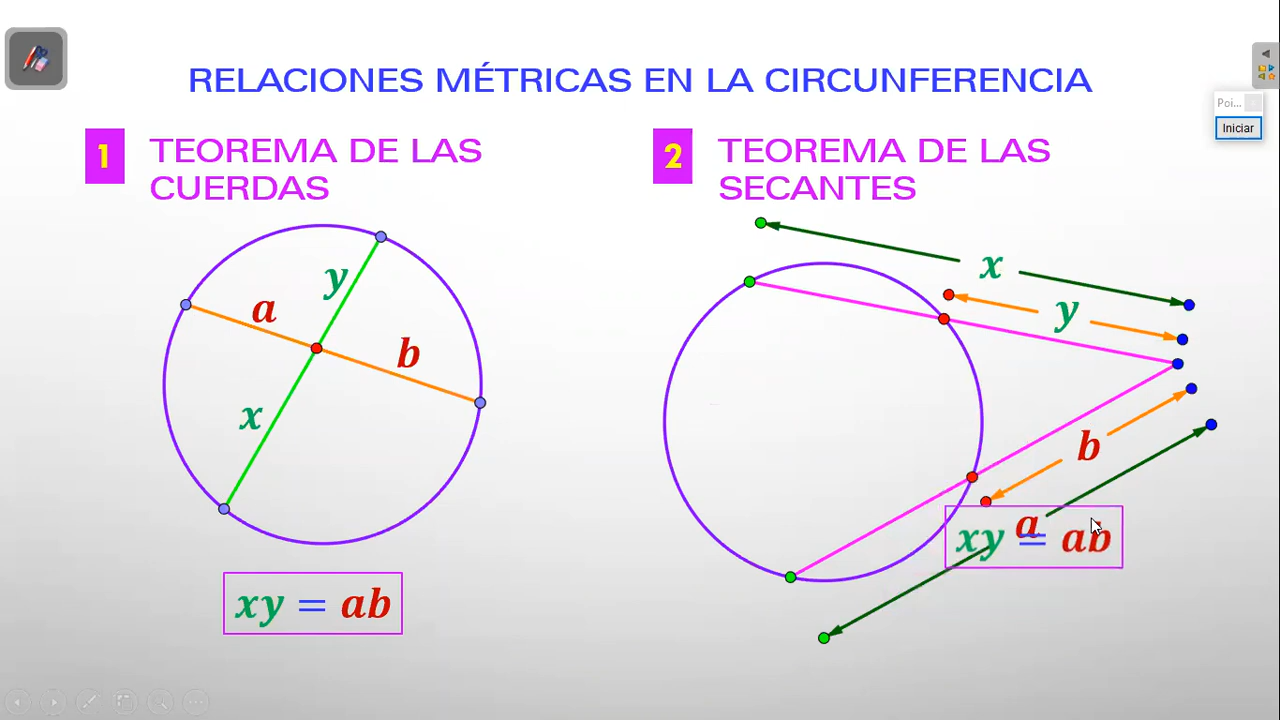 RELACIONES MÉTRICAS EN LA CIRCUNFERENCIA
1
TEOREMA DE LAS
CUERDAS
y
a
b
x
xy = ab
2
TEOREMA DE LAS
SECANTES
x
y
b
a
xy = ab
Poi...
Iniciar